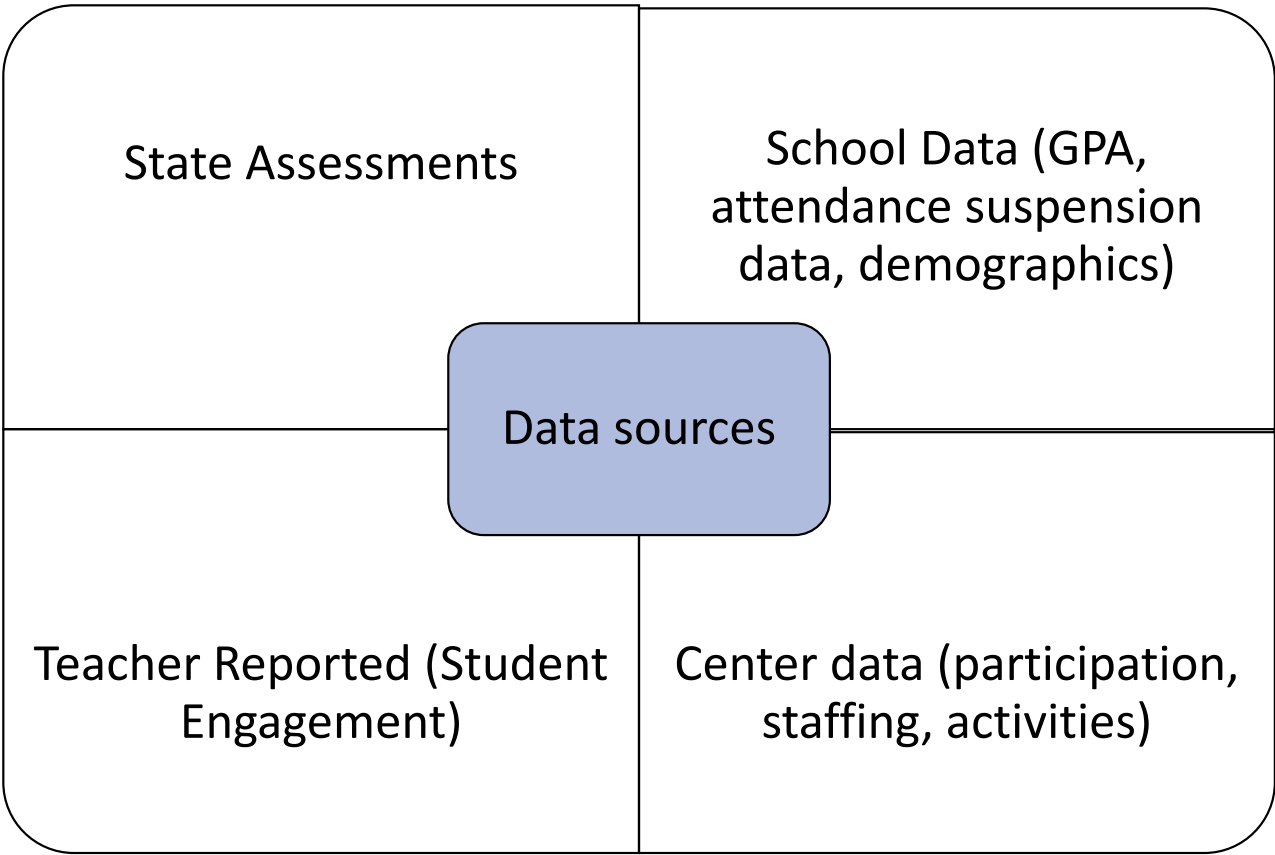 State Assessments
School Data (GPA,
attendance suspension
data, demographics)
Data sources
Teacher Reported (Student
Engagement)
Center data (participation,
staffing, activities)